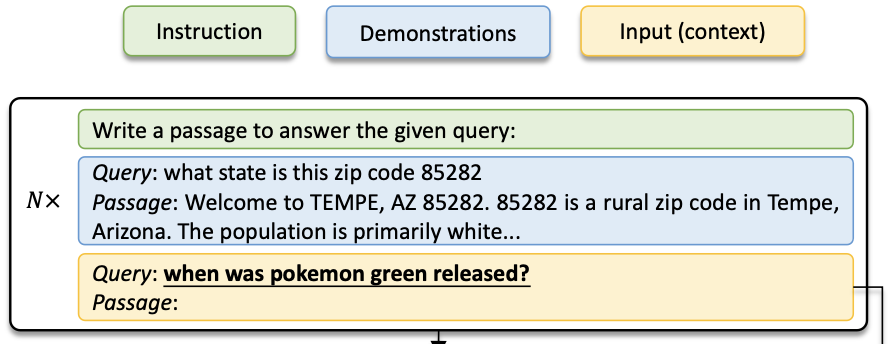 Instruction
Demonstrations
Input (context)
Write a passage to answer the given query:
N×
Query: what state is this zip code 85282
Passage: Welcome to TEMPE, AZ 85282. 85282 is a rural zip code in Tempe,
Arizona. The population is primarily white...
Query: when was pokemon green released?
Passage: